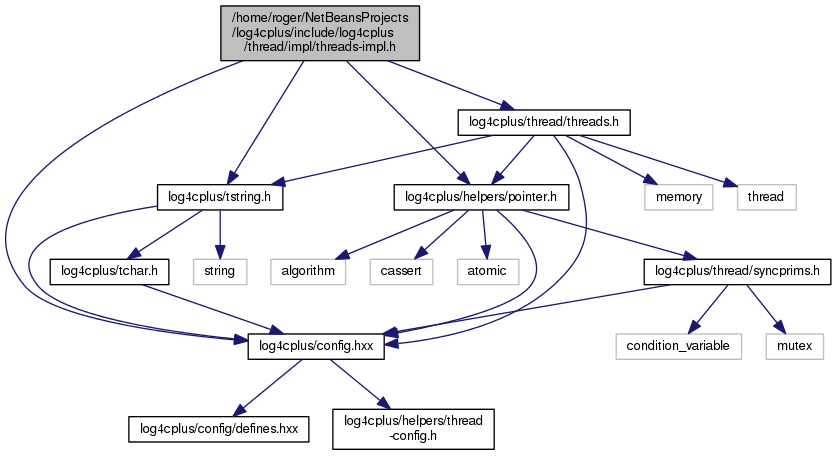 /home/roger/NetBeansProjects
/log4cplus/include/log4cplus
/thread/impl/threads-impl.h
log4cplus/thread/threads.h
log4cplus/tstring.h
log4cplus/helpers/pointer.h
memory
thread
log4cplus/tchar.h
string
algorithm
cassert
atomic
log4cplus/thread/syncprims.h
log4cplus/config.hxx
condition_variable
mutex
log4cplus/config/defines.hxx
log4cplus/helpers/thread
-config.h